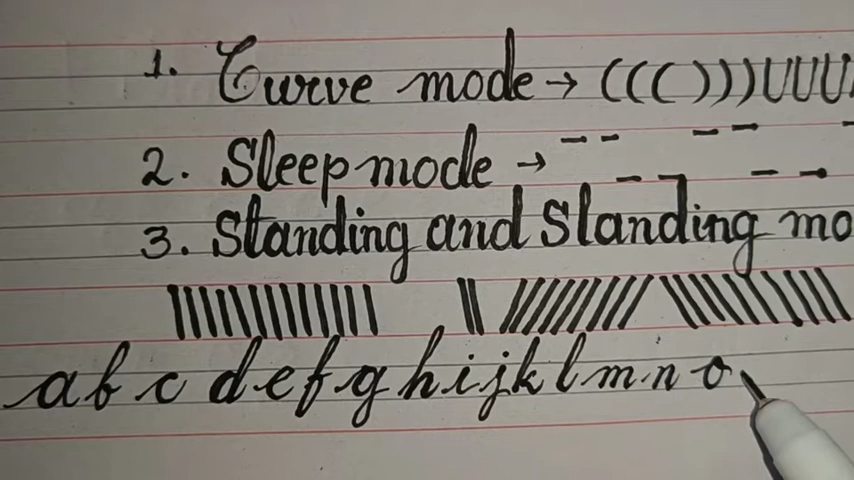 1. Curve mode → ((()))UUU
2. Sleep mode →
3. Standing and Slanding mo
a b c d e f g h i j k l m n o